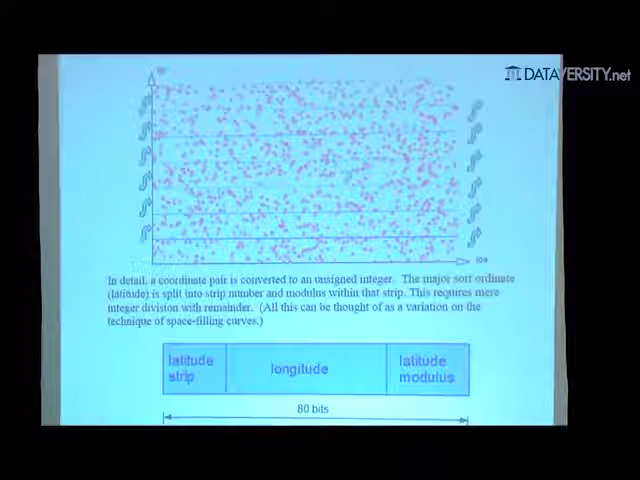 DATAVERSITY.net
lon
In detail, a coordinate pair is converted to an unsigned integer. The major sort ordinate
(latitude) is split into strip number and modulus within that strip. This requires mere
integer division with remainder. (All this can be thought of as a variation on the
technique of space-filling curves.)
latitude strip
longitude
latitude modulus
80 bits